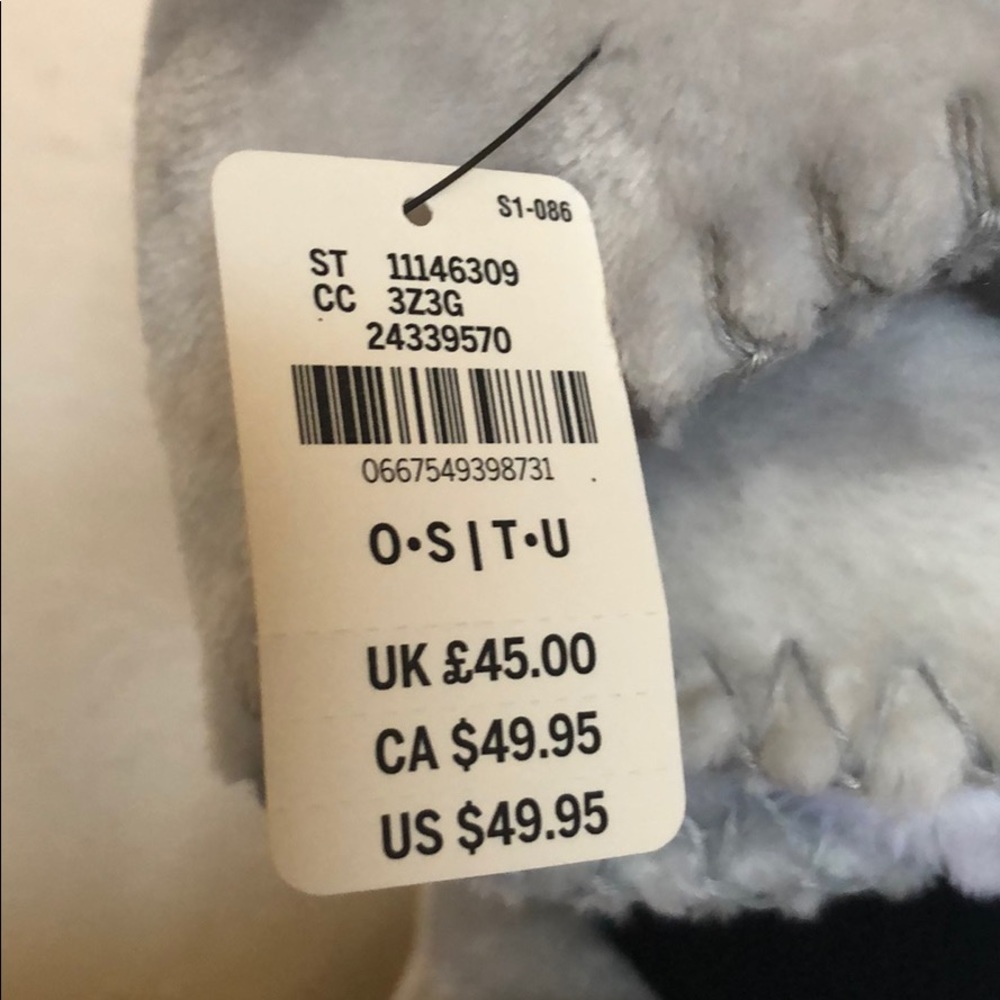 S1-086
ST 11146309
CC 3Z3G
24339570
0667549398731
O•S | T•U
UK £45.00
CA $49.95
US $49.95